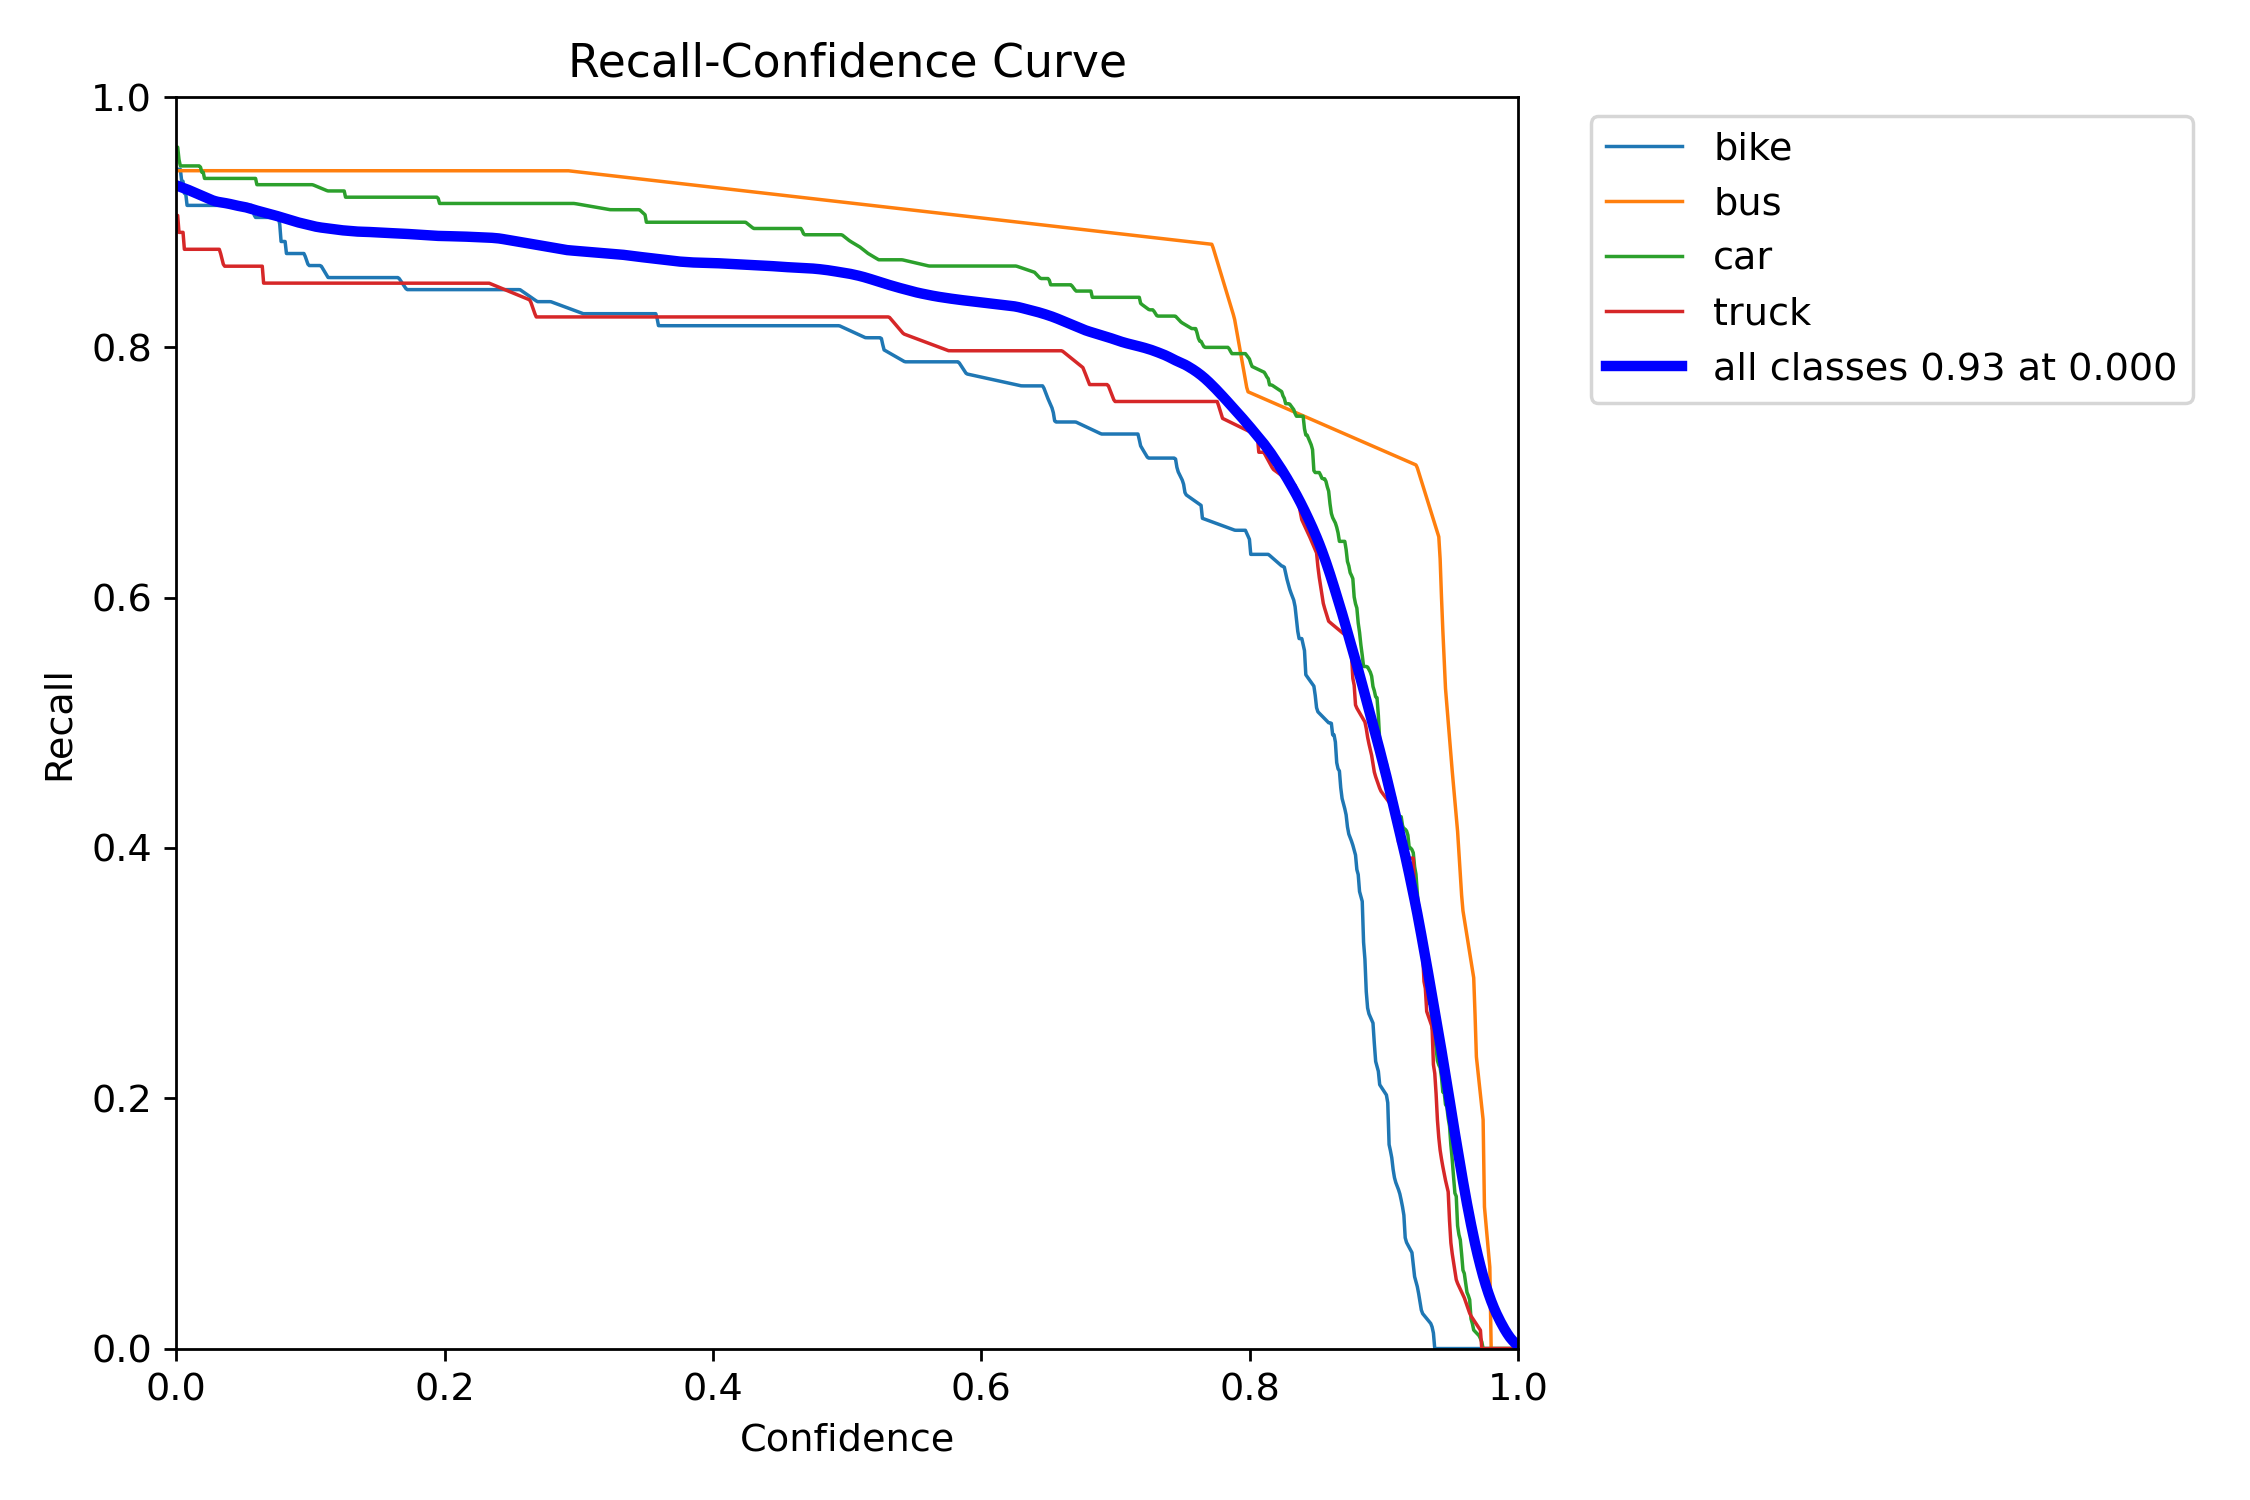 Recall-Confidence Curve
1.0
0.8
0.6
0.4
0.2
0.0
Recall
0.0 0.2 0.4 0.6 0.8 1.0
Confidence
bike
bus
car
truck
all classes 0.93 at 0.000